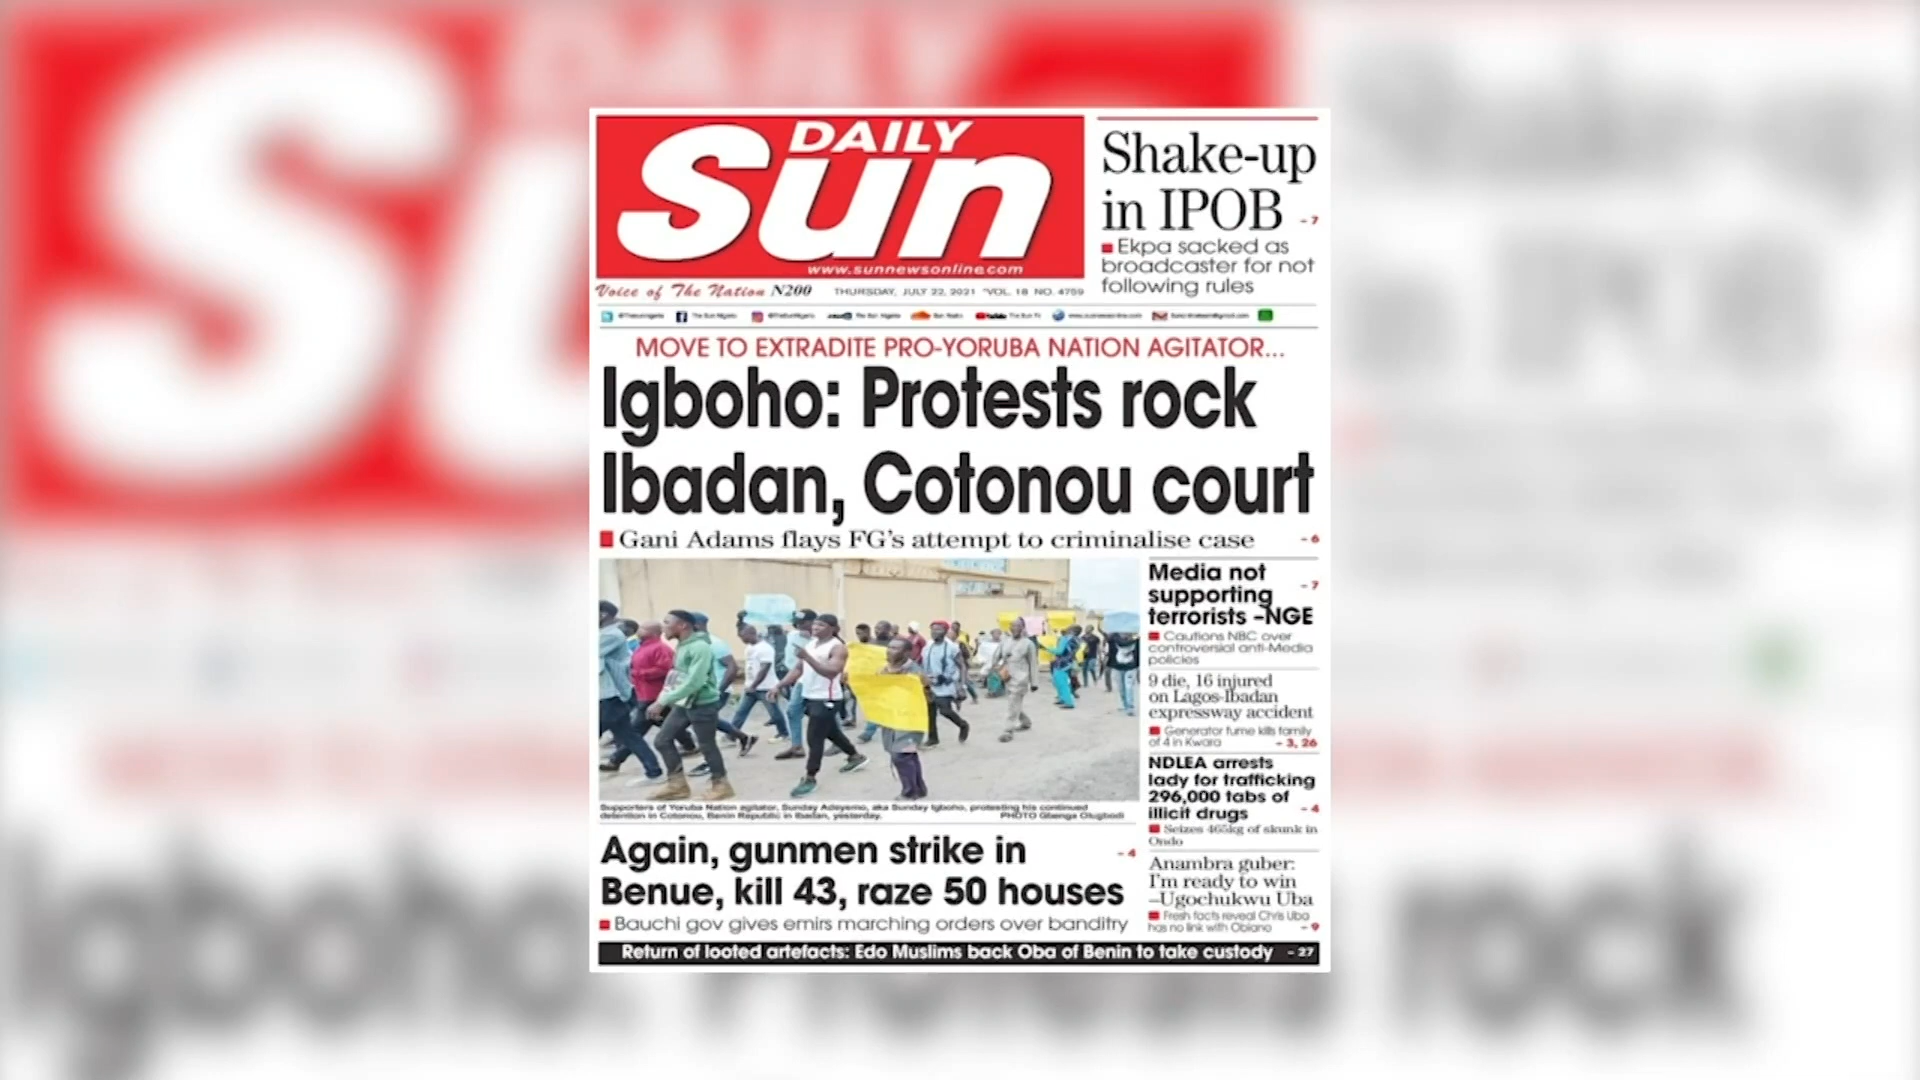 DAILY
Sun
www.sunnewsonline.com
Voice of The Nation N200
THURSDAY, JULY 22, 2021 *VOL. 18 NO. 4759
Shake-up
in IPOB - 7
Ekpa sacked as
broadcaster for not
following rules
MOVE TO EXTRADITE PRO-YORUBA NATION AGITATOR...
Igboho: Protests rock
Ibadan, Cotonou court
Gani Adams flays FG's attempt to criminalise case - 6
Supporters of Yoruba Nation agitator, Sunday Adeyemo, aka Sunday Igboho, protesting his continued
detention in Cotonou, Benin Republic in Ibadan, yesterday. PHOTO Gbenga Olugbodi
Again, gunmen strike in - 4
Benue, kill 43, raze 50 houses
Bauchi gov gives emirs marching orders over banditry
Media not
supporting - 7
terrorists –NGE
Cautions NBC over
controversial anti-Media
policies
9 die, 16 injured
on Lagos-Ibadan
expressway accident
Generator fume kills family
of 4 in Kwara - 3, 26
NDLEA arrests
lady for trafficking
296,000 tabs of
illicit drugs - 4
Seizes 465kg of skunk in
Ondo
Anambra guber:
I'm ready to win
–Ugochukwu Uba
Fresh facts reveal Chris Uba
has no link with Obiano - 9
Return of looted artefacts: Edo Muslims back Oba of Benin to take custody - 27